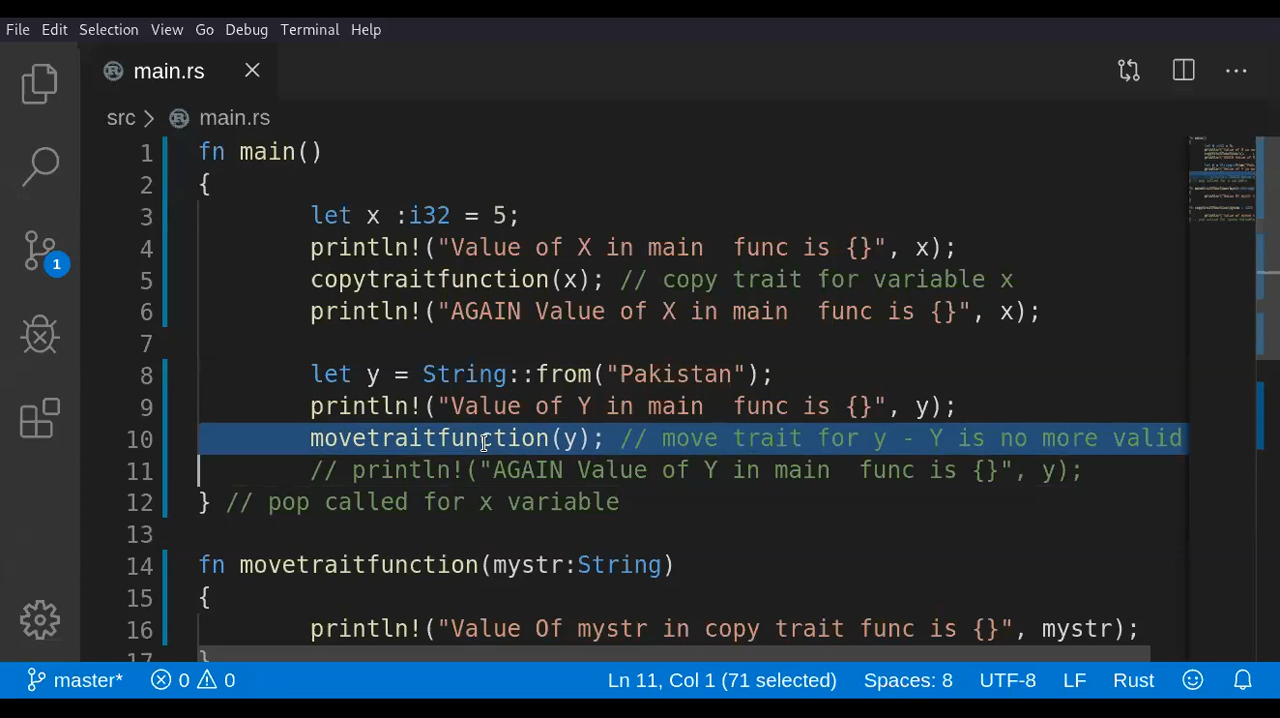 File Edit Selection View Go Debug Terminal Help
main.rs
src > main.rs
1 fn main()
2 {
3 let x :i32 = 5;
4 println!("Value of X in main  func is {}", x);
5 copytraitfunction(x); // copy trait for variable x
6 println!("AGAIN Value of X in main  func is {}", x);
7
8 let y = String::from("Pakistan");
9 println!("Value of Y in main  func is {}", y);
10 movetraitfunction(y); // move trait for y - Y is no more valid
11 // println!("AGAIN Value of Y in main  func is {}", y);
12 } // pop called for x variable
13
14 fn movetraitfunction(mystr:String)
15 {
16 println!("Value Of mystr in copy trait func is {}", mystr);
17 }
1
master* 0 0 Ln 11, Col 1 (71 selected) Spaces: 8 UTF-8 LF Rust